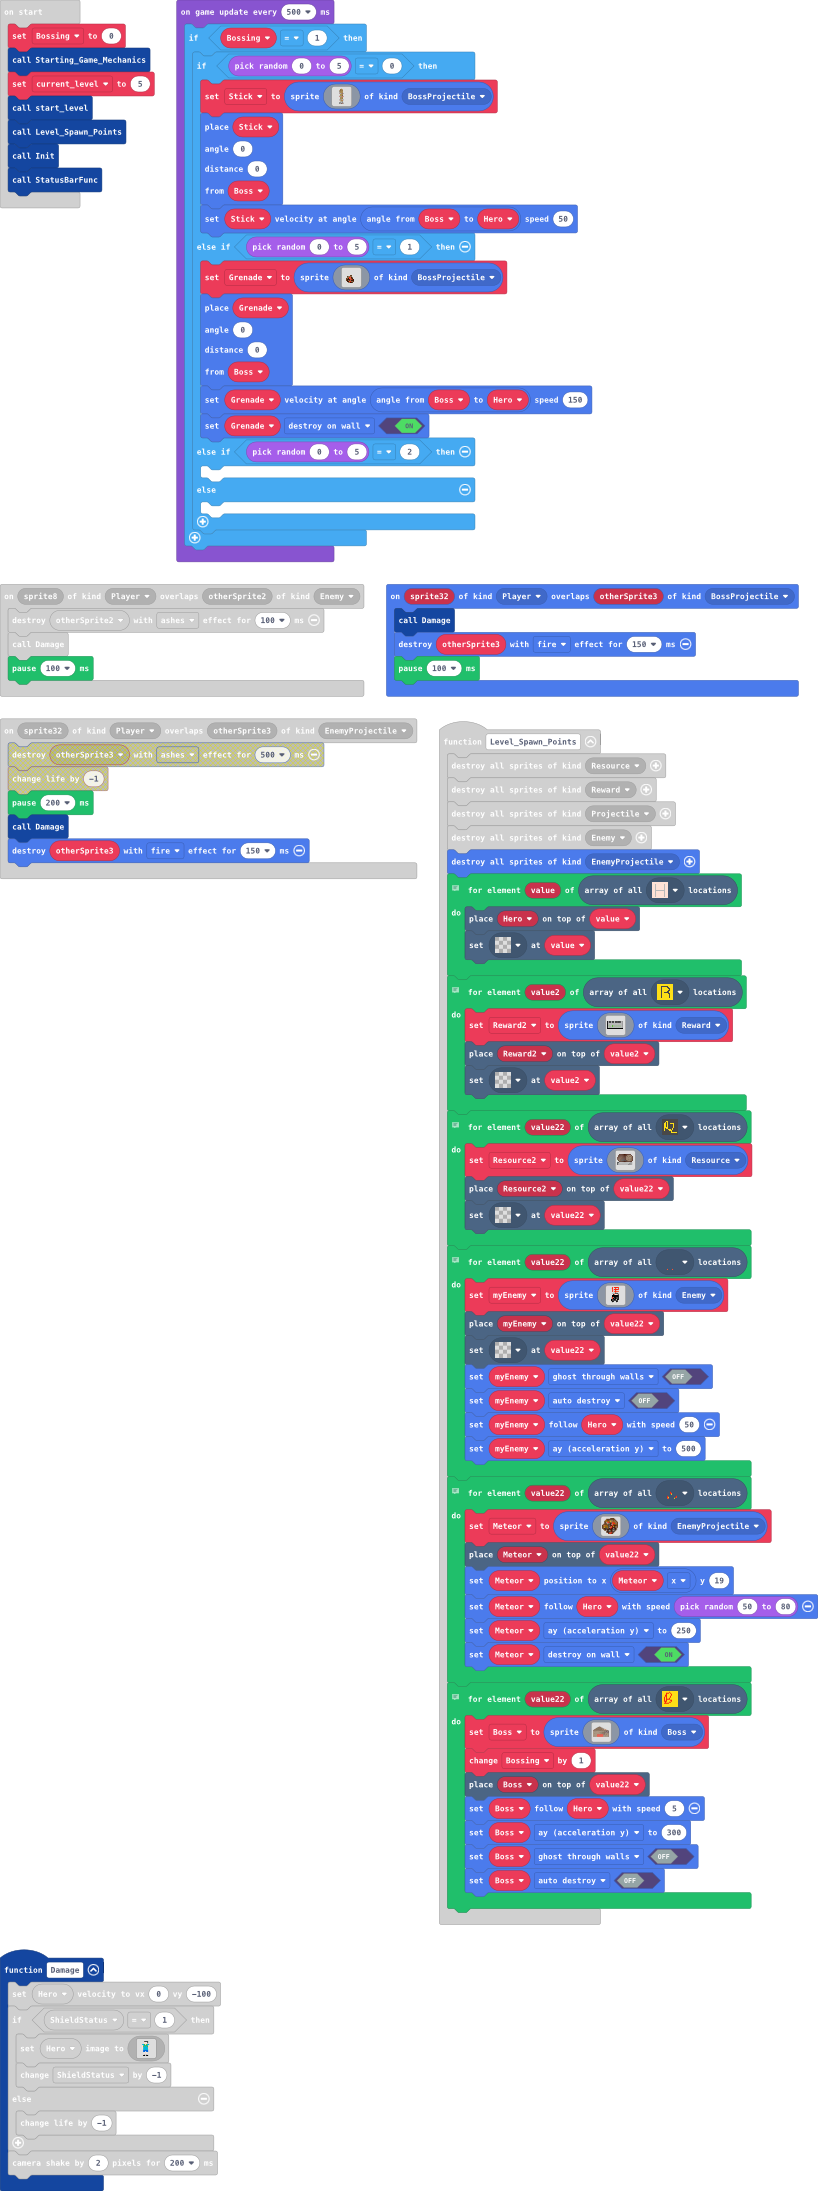 on start
set Bossing to 0
call Starting_Game_Mechanics
set current_level to 5
call start_level
call Level_Spawn_Points
call Init
call StatusBarFunc
on game update every 500 ms
if Bossing = 1 then
if pick random 0 to 5 = 0 then
set Stick to sprite of kind BossProjectile
place Stick
angle 0
distance 0
from Boss
set Stick velocity at angle angle from Boss to Hero speed 50
else if pick random 0 to 5 = 1 then
set Grenade to sprite of kind BossProjectile
place Grenade
angle 0
distance 0
from Boss
set Grenade velocity at angle angle from Boss to Hero speed 150
set Grenade destroy on wall ON
else if pick random 0 to 5 = 2 then
else
on sprite8 of kind Player overlaps otherSprite2 of kind Enemy
destroy otherSprite2 with ashes effect for 100 ms
call Damage
pause 100 ms
on sprite32 of kind Player overlaps otherSprite3 of kind BossProjectile
call Damage
destroy otherSprite3 with fire effect for 150 ms
pause 100 ms
on sprite32 of kind Player overlaps otherSprite3 of kind EnemyProjectile
destroy otherSprite3 with ashes effect for 500 ms
change life by -1
pause 200 ms
call Damage
destroy otherSprite3 with fire effect for 150 ms
function Level_Spawn_Points
destroy all sprites of kind Resource
destroy all sprites of kind Reward
destroy all sprites of kind Projectile
destroy all sprites of kind Enemy
destroy all sprites of kind EnemyProjectile
for element value of array of all H locations
do
place Hero on top of value
set at value
for element value2 of array of all R locations
do
set Reward2 to sprite of kind Reward
place Reward2 on top of value2
set at value2
for element value22 of array of all R2 locations
do
set Resource2 to sprite of kind Resource
place Resource2 on top of value22
set at value22
for element value22 of array of all locations
do
set myEnemy to sprite of kind Enemy
place myEnemy on top of value22
set at value22
set myEnemy ghost through walls OFF
set myEnemy auto destroy OFF
set myEnemy follow Hero with speed 50
set myEnemy ay (acceleration y) to 500
for element value22 of array of all locations
do
set Meteor to sprite of kind EnemyProjectile
place Meteor on top of value22
set Meteor position to x Meteor x y 19
set Meteor follow Hero with speed pick random 50 to 80
set Meteor ay (acceleration y) to 250
set Meteor destroy on wall ON
for element value22 of array of all B locations
do
set Boss to sprite of kind Boss
change Bossing by 1
place Boss on top of value22
set Boss follow Hero with speed 5
set Boss ay (acceleration y) to 300
set Boss ghost through walls OFF
set Boss auto destroy OFF
function Damage
set Hero velocity to vx 0 vy -100
if ShieldStatus = 1 then
set Hero image to
change ShieldStatus by -1
else
change life by -1
camera shake by 2 pixels for 200 ms